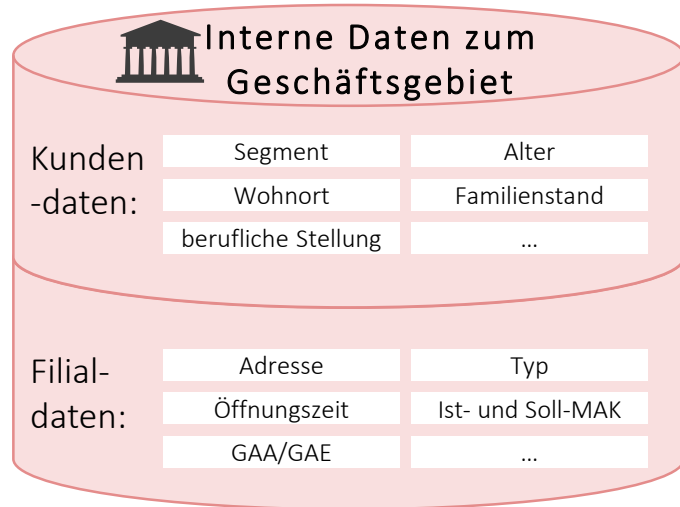 Interne Daten zum
Geschäftsgebiet
Kunden
-daten:
Segment
Alter
Wohnort
Familienstand
berufliche Stellung
...
Filial-
daten:
Adresse
Typ
Öffnungszeit
Ist- und Soll-MAK
GAA/GAE
...